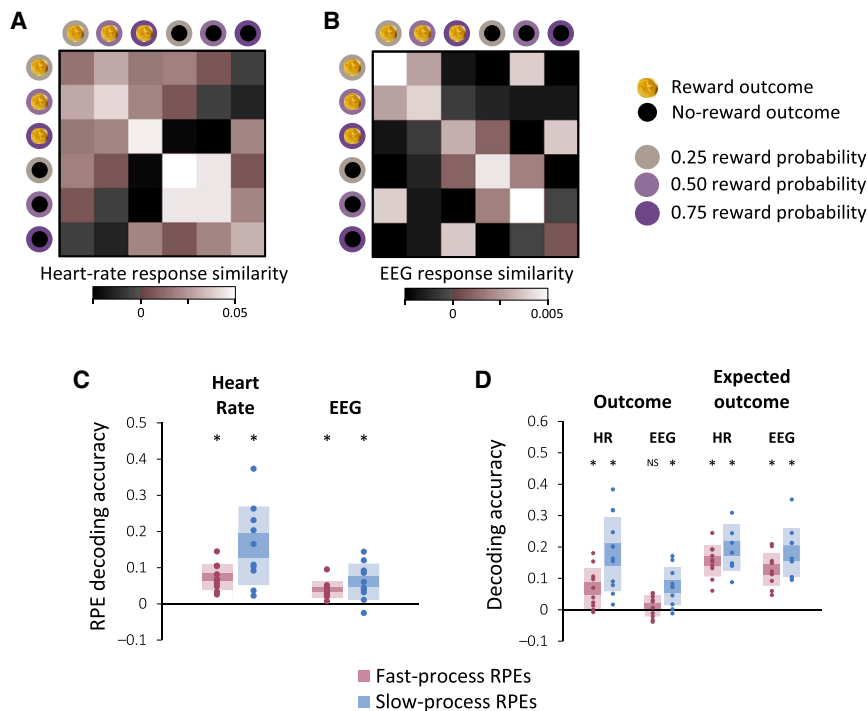 A
B
Reward outcome
No-reward outcome
0.25 reward probability
0.50 reward probability
0.75 reward probability
Heart-rate response similarity
0
0.05
EEG response similarity
0
0.005
C
Heart
Rate
EEG
* * * *
RPE decoding accuracy
0.5
0.4
0.3
0.2
0.1
0
–0.1
D
Outcome
Expected
outcome
HR EEG HR EEG
* * NS * * * * *
Decoding accuracy
0.6
0.5
0.4
0.3
0.2
0.1
0
–0.1
Fast-process RPEs
Slow-process RPEs